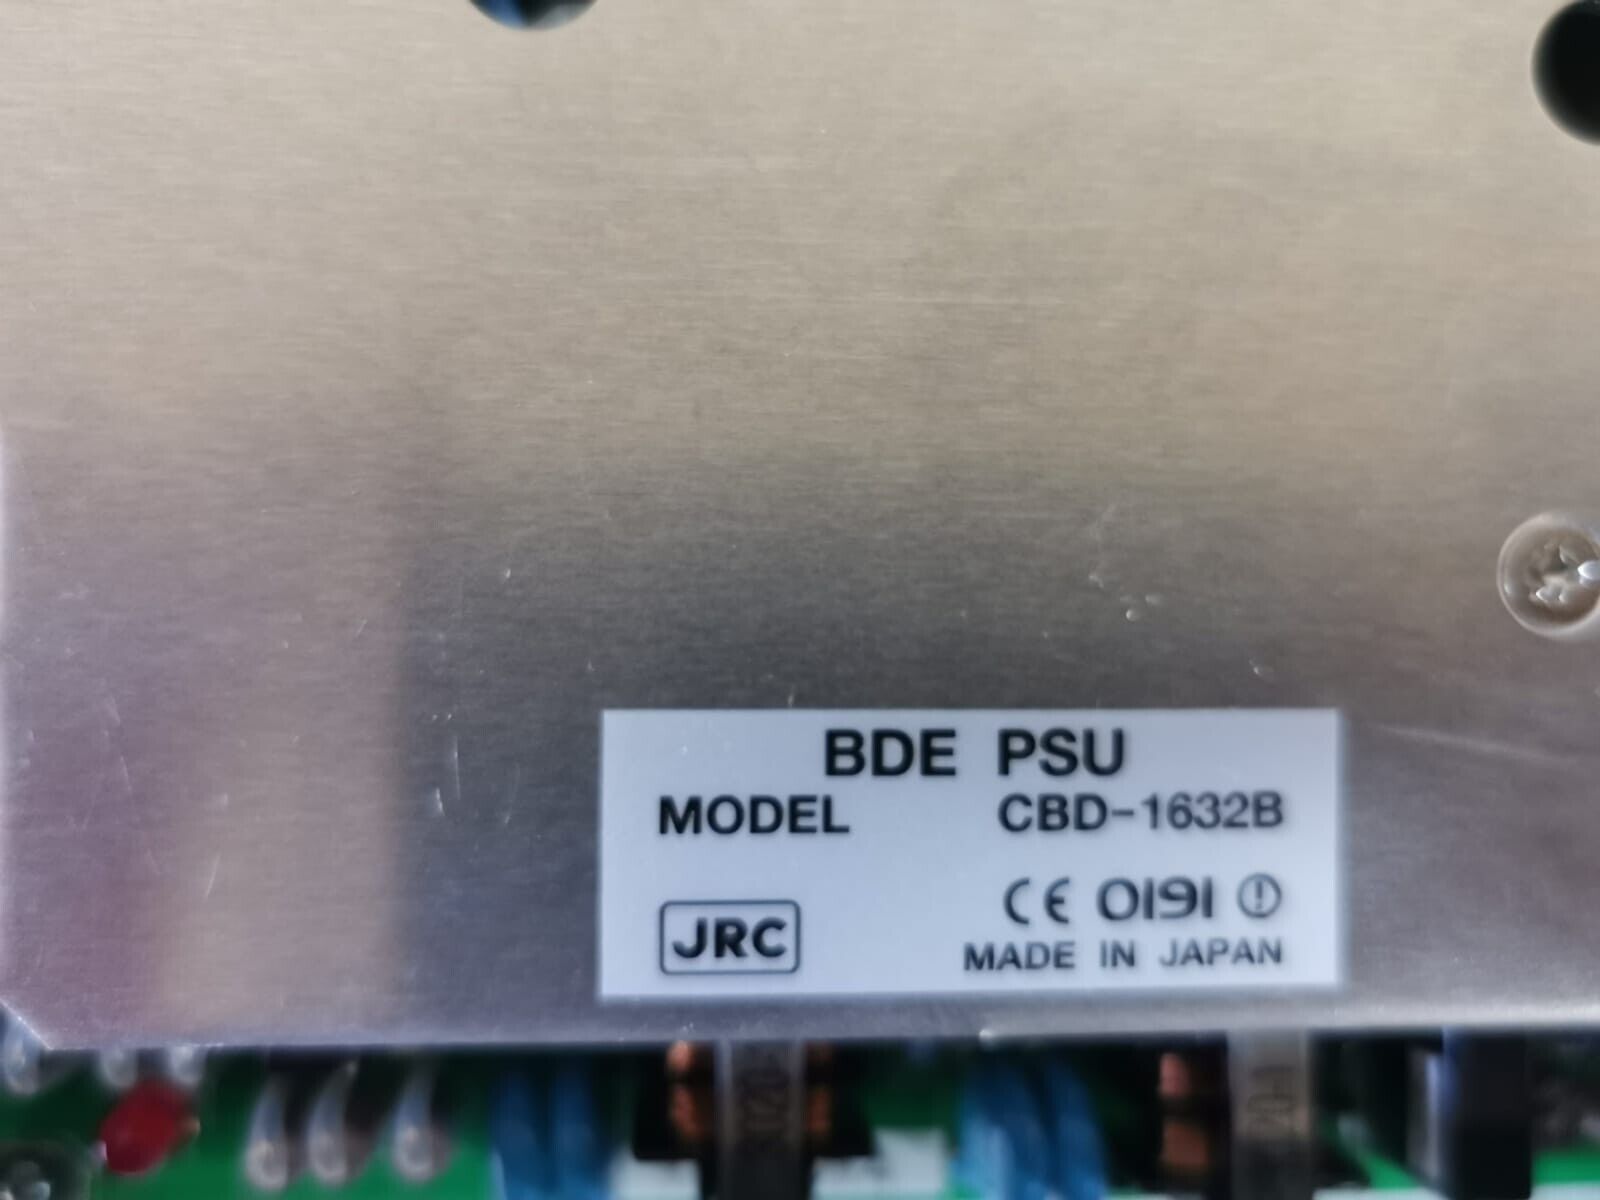 BDE PSU
MODEL CBD-1632B
CE 0191
JRC
MADE IN JAPAN